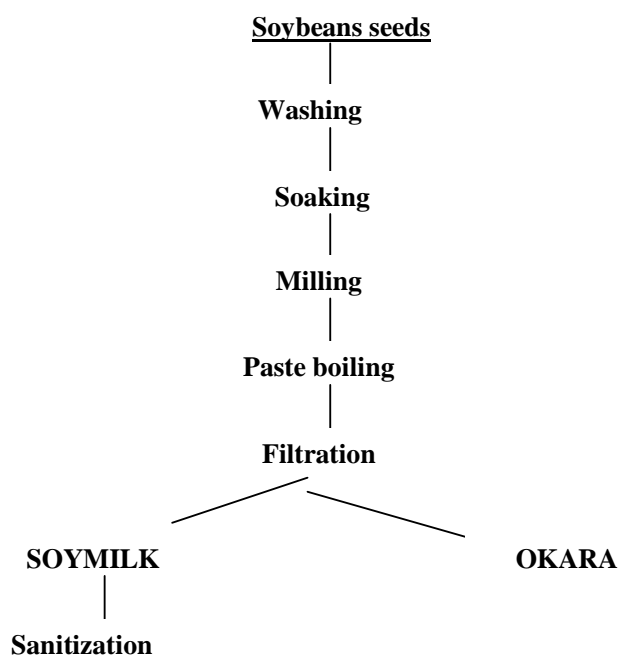 Soybeans seeds
Washing
Soaking
Milling
Paste boiling
Filtration
SOYMILK
OKARA
Sanitization